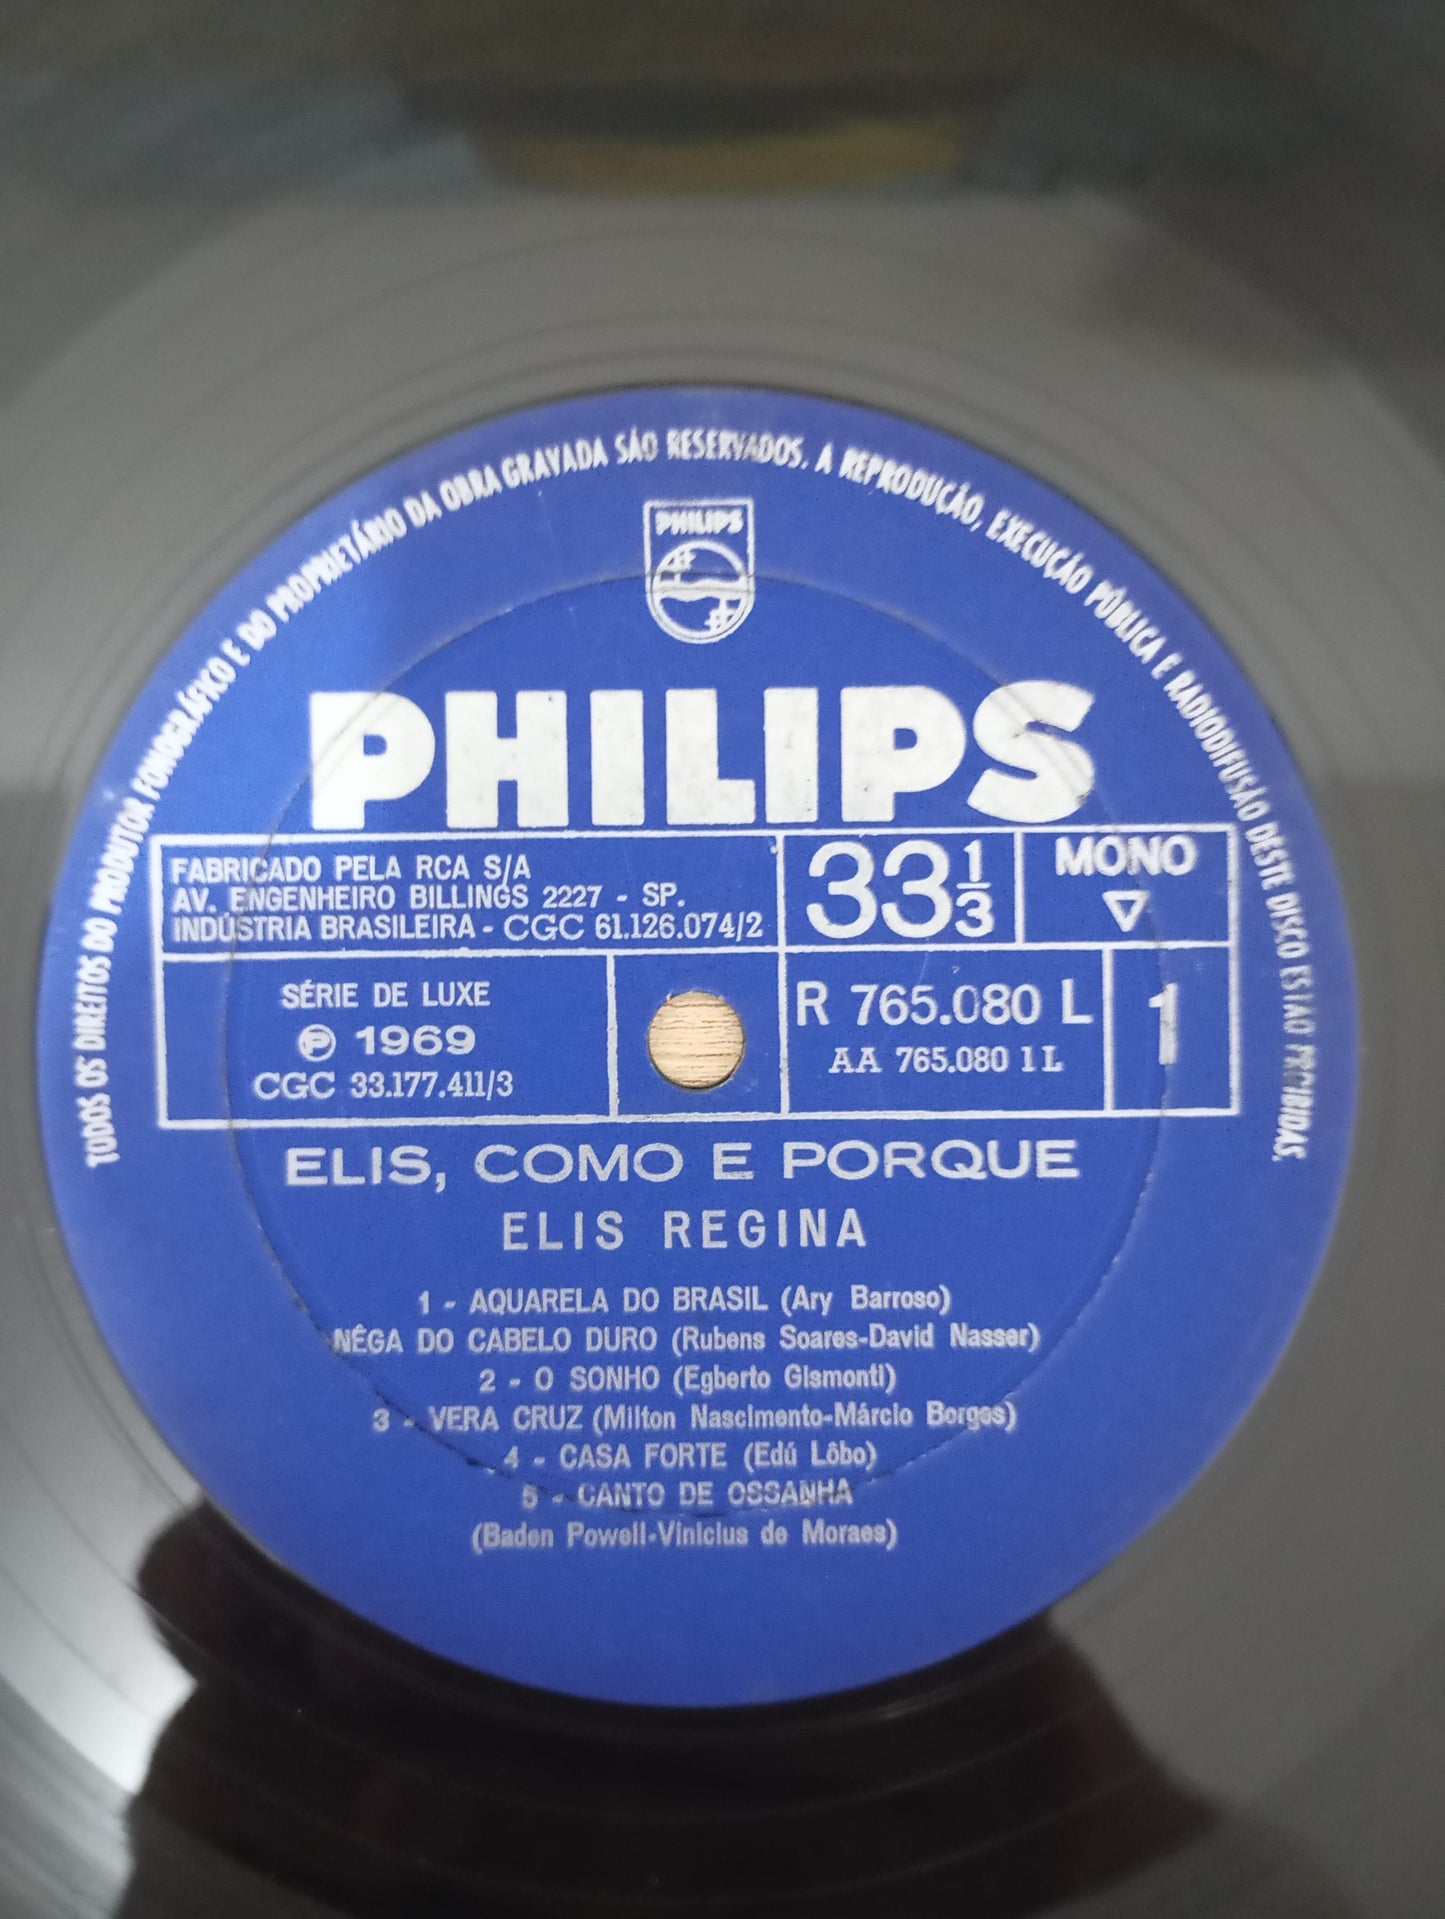 TODOS OS DIREITOS DO PRODUTOR FONOGRÁFICO E DO PROPRIETÁRIO DA OBRA GRAVADA SÃO RESERVADOS. A REPRODUÇÃO, EXECUÇÃO PÚBLICA E RADIODIFUSÃO DÊSTE DISCO ESTÃO PROIBIDAS.
PHILIPS
PHILIPS
FABRICADO PELA RCA S/A
AV. ENGENHEIRO BILLINGS 2227 - SP.
INDÚSTRIA BRASILEIRA - CGC 61.126.074/2
33 1/3
MONO
SÉRIE DE LUXE
℗ 1969
CGC 33.177.411/3
R 765.080 L
AA 765.080 1 L
1
ELIS, COMO E PORQUE
ELIS REGINA
1 - AQUARELA DO BRASIL (Ary Barroso)
NÊGA DO CABELO DURO (Rubens Soares-David Nasser)
2 - O SONHO (Egberto Gismonti)
3 - VERA CRUZ (Milton Nascimento-Márcio Borges)
4 - CASA FORTE (Edú Lôbo)
5 - CANTO DE OSSANHA
(Baden Powell-Vinicius de Moraes)